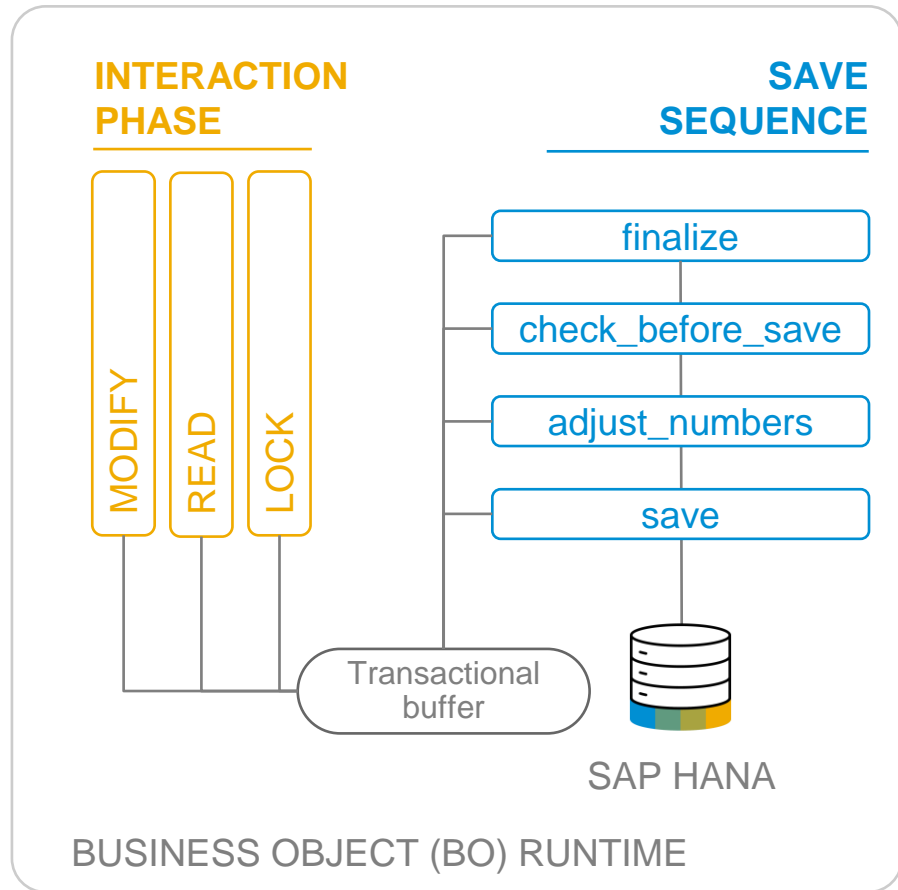 INTERACTION
PHASE
SAVE
SEQUENCE
MODIFY
READ
LOCK
finalize
check_before_save
adjust_numbers
save
Transactional
buffer
SAP HANA
BUSINESS OBJECT (BO) RUNTIME